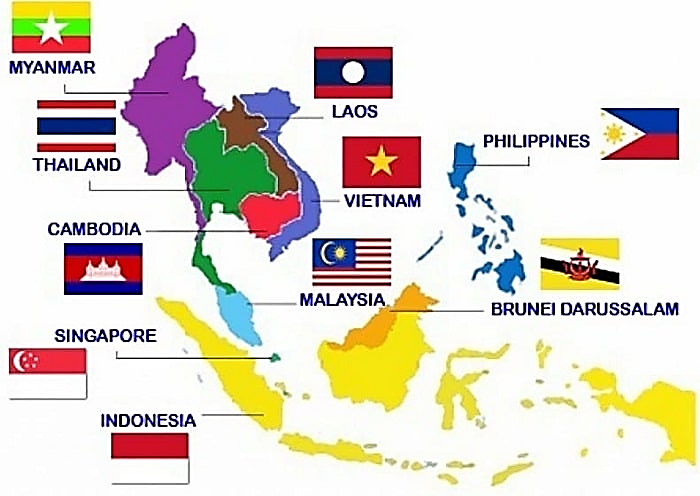 MYANMAR
LAOS
THAILAND
PHILIPPINES
VIETNAM
CAMBODIA
MALAYSIA
BRUNEI DARUSSALAM
SINGAPORE
INDONESIA